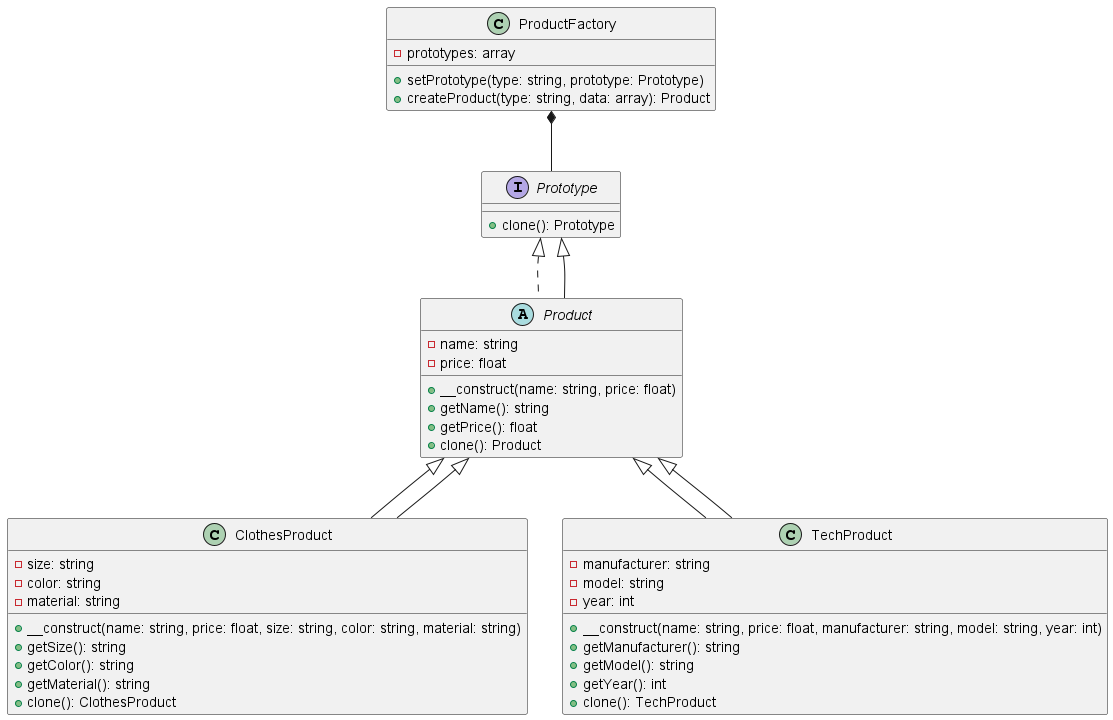 C ProductFactory
prototypes: array
setPrototype(type: string, prototype: Prototype)
createProduct(type: string, data: array): Product
I Prototype
clone(): Prototype
A Product
name: string
price: float
__construct(name: string, price: float)
getName(): string
getPrice(): float
clone(): Product
C ClothesProduct
size: string
color: string
material: string
__construct(name: string, price: float, size: string, color: string, material: string)
getSize(): string
getColor(): string
getMaterial(): string
clone(): ClothesProduct
C TechProduct
manufacturer: string
model: string
year: int
__construct(name: string, price: float, manufacturer: string, model: string, year: int)
getManufacturer(): string
getModel(): string
getYear(): int
clone(): TechProduct